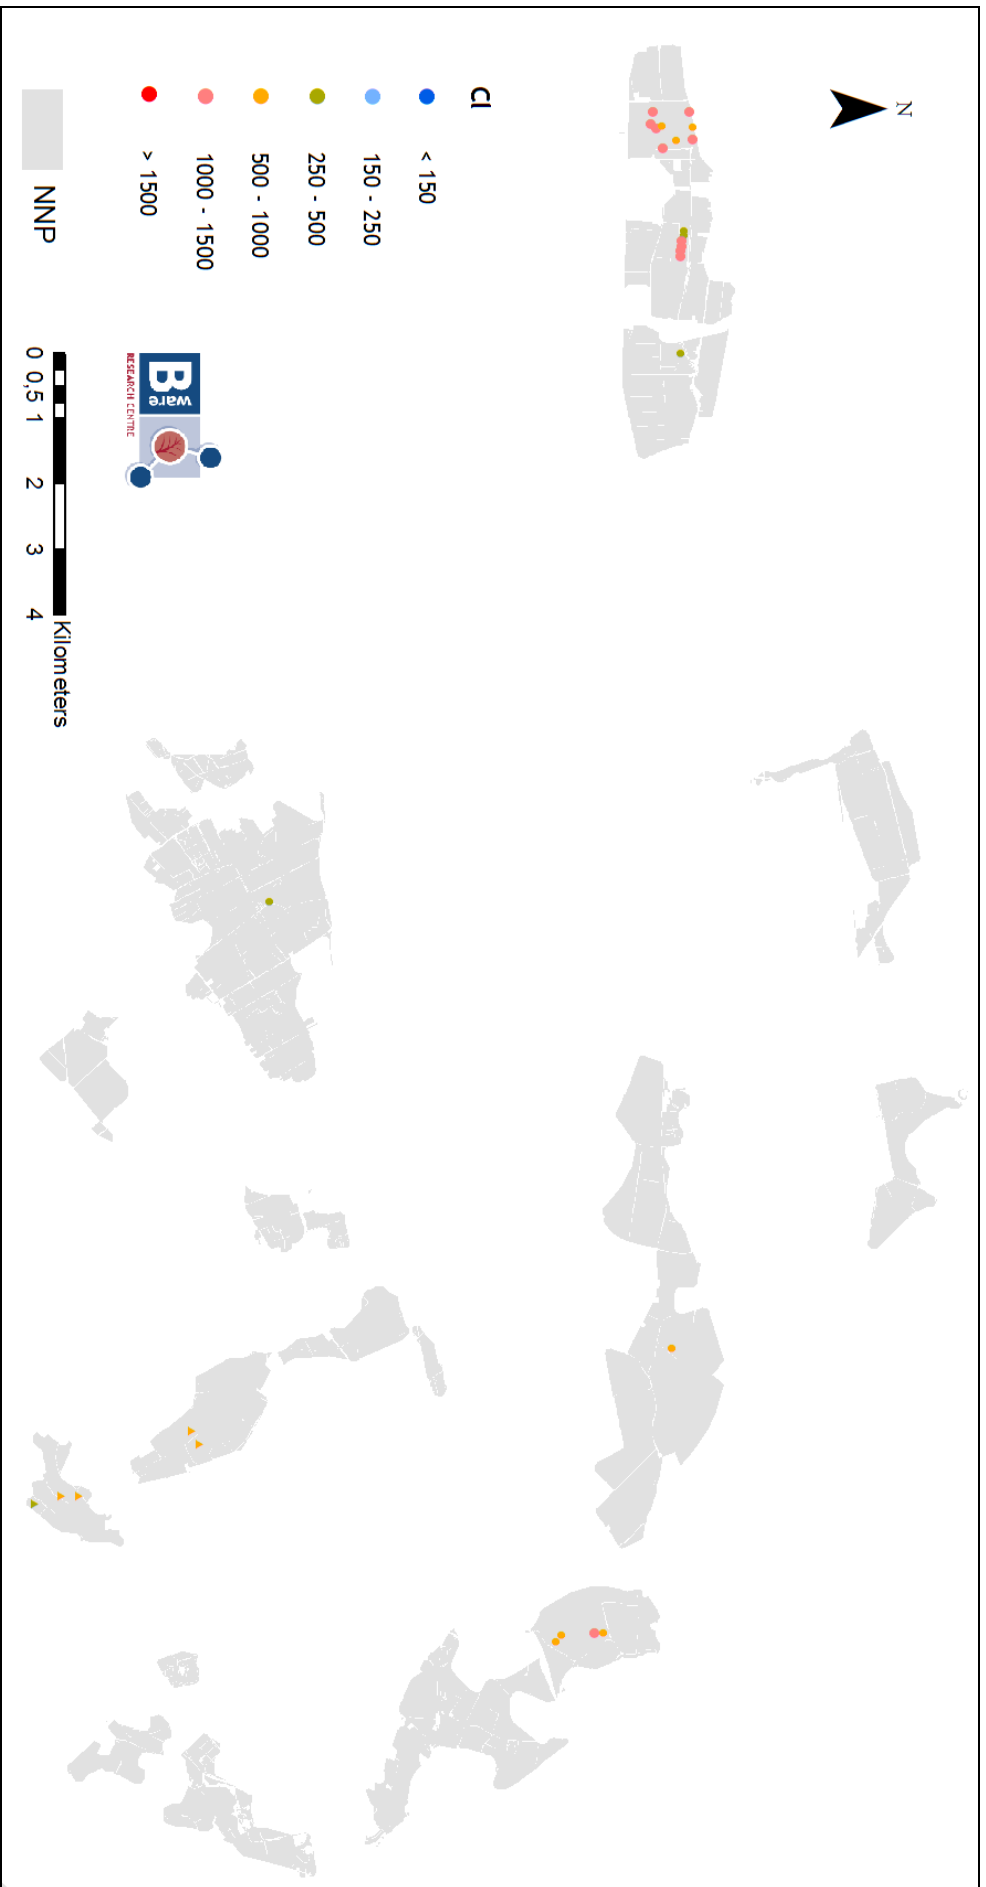 N
Cl
< 150
150 - 250
250 - 500
500 - 1000
1000 - 1500
> 1500
NNP
B ware
RESEARCH CENTRE
0 0,5 1 2 3 4
Kilometers